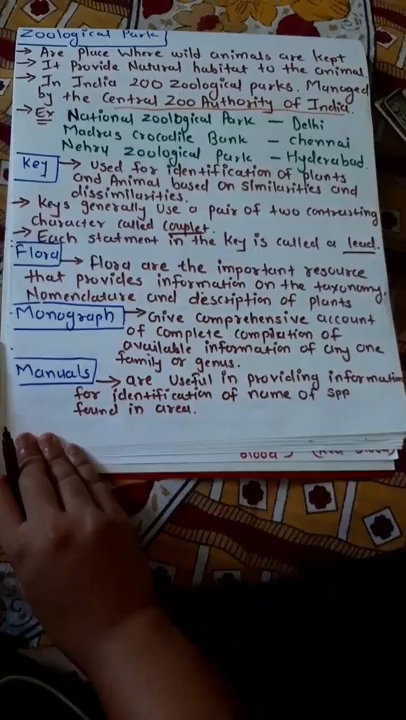 Zoological Park
→ Are Place Where wild animals are kept
→ It Provide Natural habitat to the animal.
→ In India 200 Zoological parks. Managed
by the Central Zoo Authority of India.
→ Ex National Zoological Park – Delhi
Madras Crocodile Bank – Chennai
Nehry Zoological Park – Hyderabad.
Key → Used for identification of plants
and Animal based on similarities and
dissimilarities.
→ Keys generally Use a pair of two contrasting
character called couplet.
→ Each statment in the key is called a lead.
Flora
→ Flora are the important resource
that provides information on the taxonomy,
Nomenclature and description of plants
Monograph → Give comprehensive account
of complete compilation of
available information of any one
family or genus.
Manuals
→ are useful in providing information
for identification of name of spp
found in area.